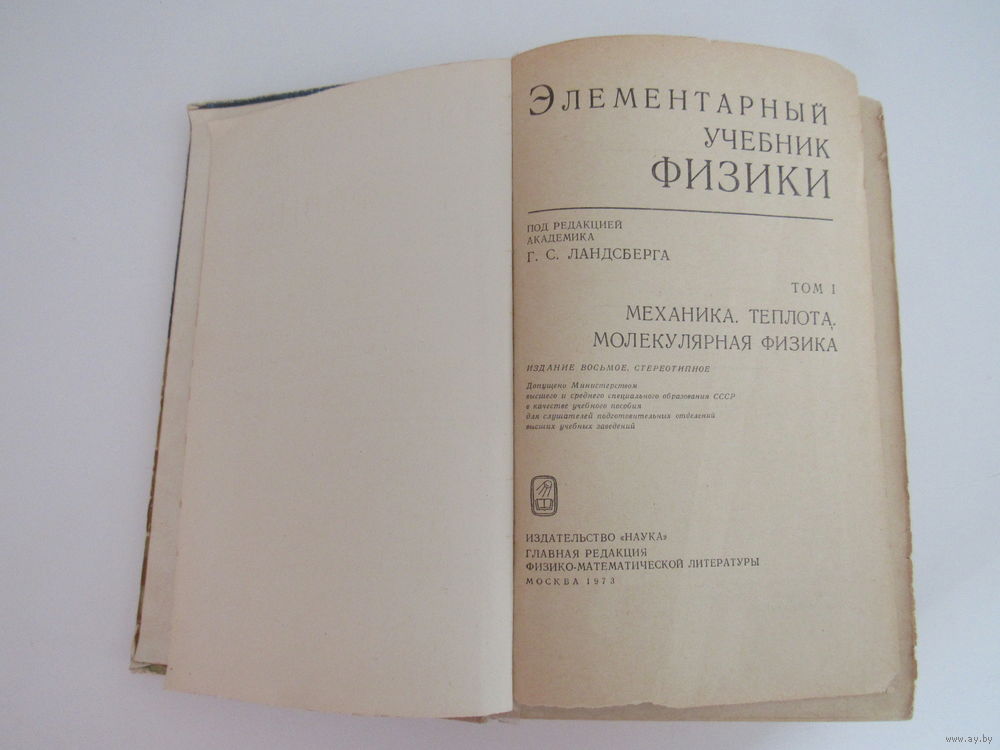 ЭЛЕМЕНТАРНЫЙ
УЧЕБНИК
ФИЗИКИ
ПОД РЕДАКЦИЕЙ
АКАДЕМИКА
Г. С. ЛАНДСБЕРГА
ТОМ I
МЕХАНИКА. ТЕПЛОТА.
МОЛЕКУЛЯРНАЯ ФИЗИКА
ИЗДАНИЕ ВОСЬМОЕ, СТЕРЕОТИПНОЕ
Допущено Министерством
высшего и среднего специального образования СССР
в качестве учебного пособия
для слушателей подготовительных отделений
высших учебных заведений
ИЗДАТЕЛЬСТВО «НАУКА»
ГЛАВНАЯ РЕДАКЦИЯ
ФИЗИКО-МАТЕМАТИЧЕСКОЙ ЛИТЕРАТУРЫ
МОСКВА 1973
www.ay.by